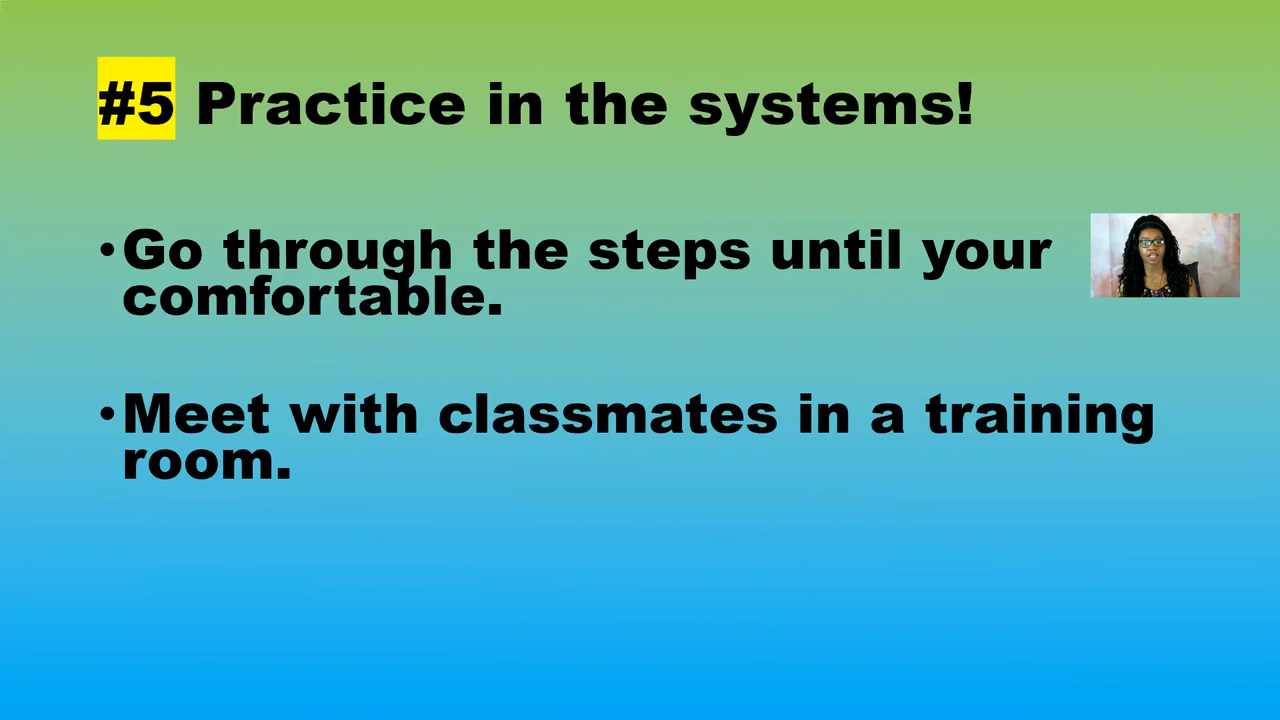 #5 Practice in the systems!
•Go through the steps until your
comfortable.
•Meet with classmates in a training
room.